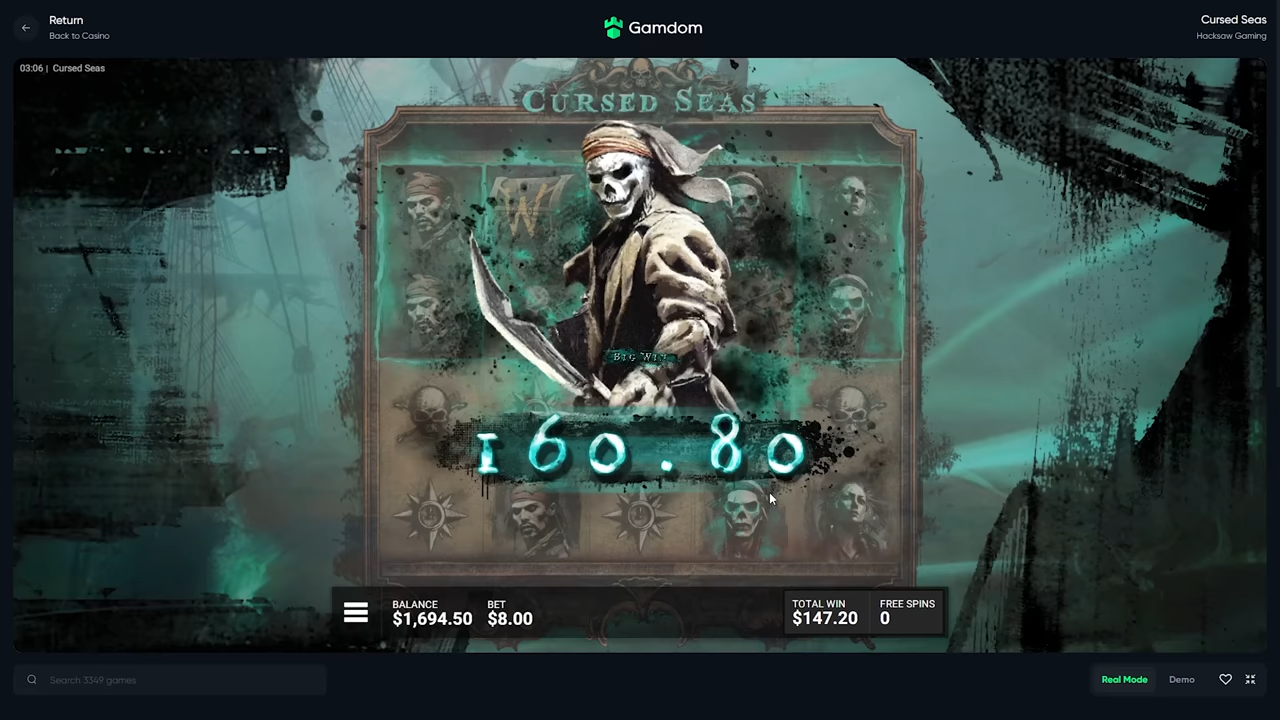 Return
Back to Casino
Gamdom
Cursed Seas
Hacksaw Gaming
03:06 | Cursed Seas
CURSED SEAS
W
BIG WIN
160.80
BALANCE
$1,694.50
BET
$8.00
TOTAL WIN
$147.20
FREE SPINS
0
Search 3349 games
Real Mode
Demo